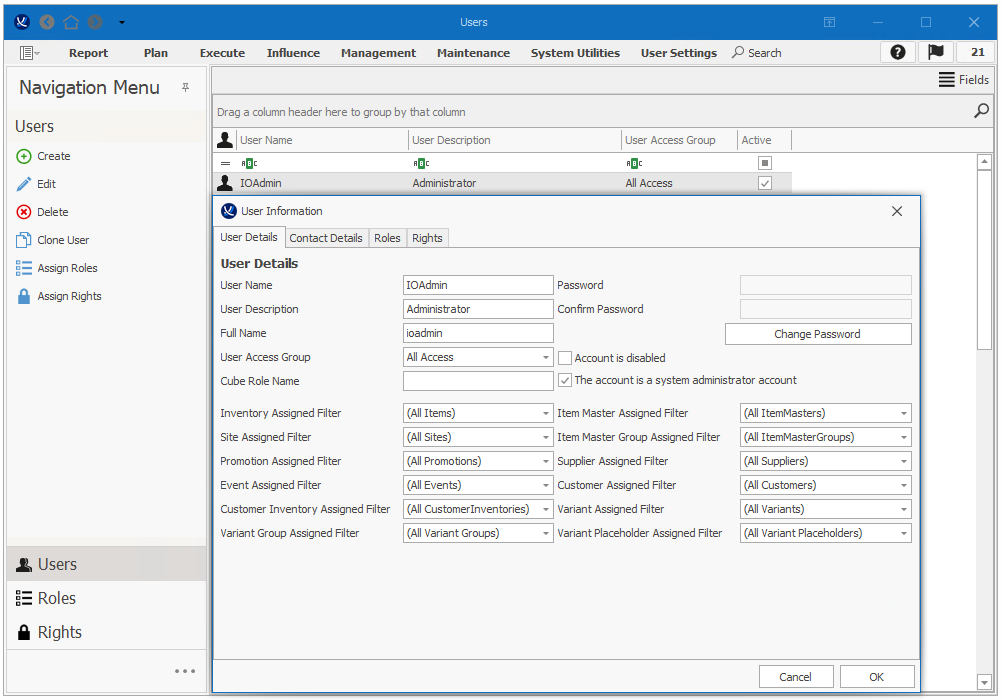 Users
Report Plan Execute Influence Management Maintenance System Utilities User Settings Search ? 21
Navigation Menu
Users
Create
Edit
Delete
Clone User
Assign Roles
Assign Rights
Users
Roles
Rights
Fields
Drag a column header here to group by that column
User Name User Description User Access Group Active
ABC ABC ABC
IOAdmin Administrator All Access
User Information
User Details Contact Details Roles Rights
User Details
User Name IOAdmin Password
User Description Administrator Confirm Password
Full Name ioadmin Change Password
User Access Group All Access Account is disabled
Cube Role Name The account is a system administrator account
Inventory Assigned Filter (All Items) Item Master Assigned Filter (All ItemMasters)
Site Assigned Filter (All Sites) Item Master Group Assigned Filter (All ItemMasterGroups)
Promotion Assigned Fliter (All Promotions) Supplier Assigned Filter (All Suppliers)
Event Assigned Filter (All Events) Customer Assigned Filter (All Customers)
Customer Inventory Assigned Filter (All CustomerInventories) Variant Assigned Filter (All Variants)
Variant Group Assigned Filter (All Variant Groups) Variant Placeholder Assigned Filter (All Variant Placeholders)
Cancel OK